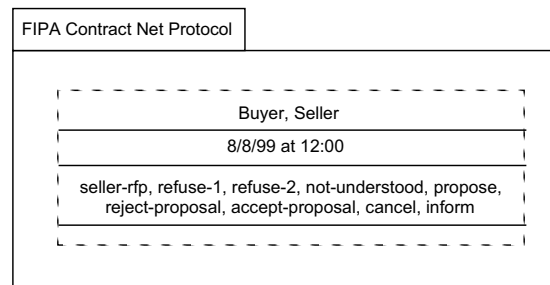 FIPA Contract Net Protocol
Buyer, Seller
8/8/99 at 12:00
seller-rfp, refuse-1, refuse-2, not-understood, propose,
reject-proposal, accept-proposal, cancel, inform